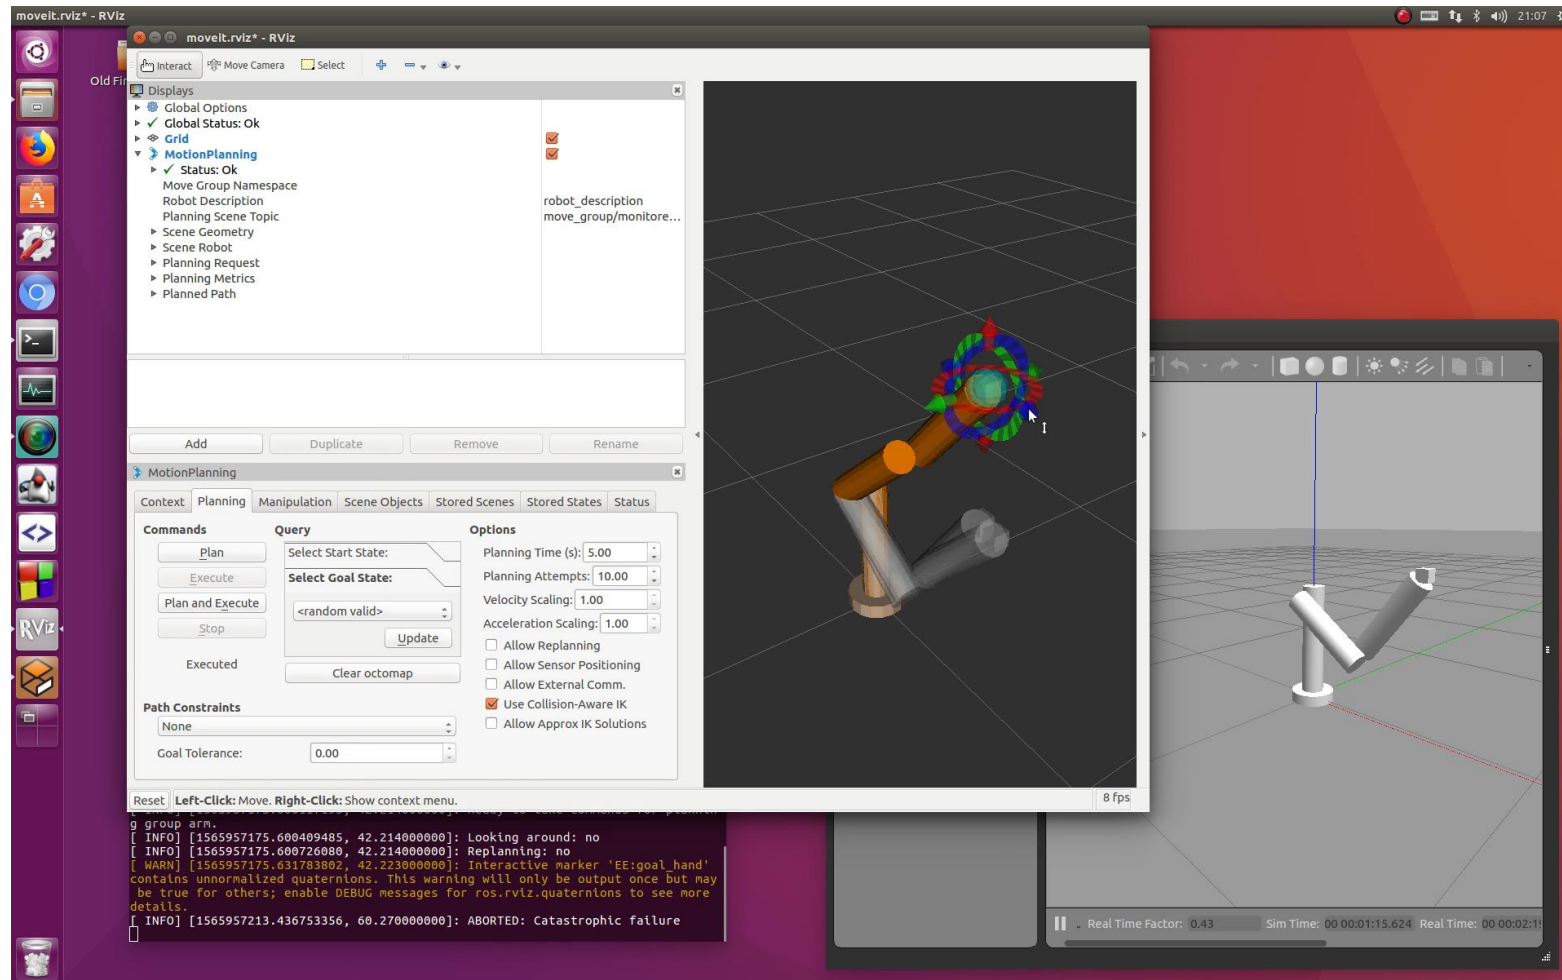 moveit.rviz* - RViz
21:07
Old Fir
moveit.rviz* - RViz
Interact
Move Camera
Select
Displays
Global Options
Global Status: Ok
Grid
MotionPlanning
Status: Ok
Move Group Namespace
Robot Description robot_description
Planning Scene Topic move_group/monitore...
Scene Geometry
Scene Robot
Planning Request
Planning Metrics
Planned Path
Add Duplicate Remove Rename
MotionPlanning
Context Planning Manipulation Scene Objects Stored Scenes Stored States Status
Commands Query Options
Plan Select Start State: Planning Time (s): 5.00
Execute Select Goal State: Planning Attempts: 10.00
Plan and Execute <random valid> Velocity Scaling: 1.00
Stop Update Acceleration Scaling: 1.00
Allow Replanning
Executed Clear octomap Allow Sensor Positioning
Allow External Comm.
Path Constraints Use Collision-Aware IK
None Allow Approx IK Solutions
Goal Tolerance: 0.00
Reset Left-Click: Move. Right-Click: Show context menu. 8 fps
g group arm.
[ INFO] [1565957175.600409485, 42.214000000]: Looking around: no
[ INFO] [1565957175.600726080, 42.214000000]: Replanning: no
[ WARN] [1565957175.631783802, 42.223000000]: Interactive marker 'EE:goal_hand'
contains unnormalized quaternions. This warning will only be output once but may
be true for others; enable DEBUG messages for ros.rviz.quaternions to see more
details.
[ INFO] [1565957213.436753356, 60.270000000]: ABORTED: Catastrophic failure
RViz
Real Time Factor: 0.43 Sim Time: 00 00:01:15.624 Real Time: 00 00:02:1